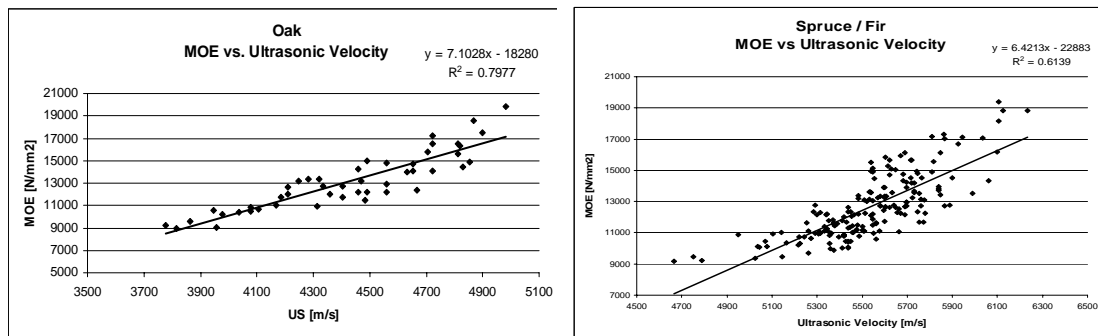 Oak
MOE vs. Ultrasonic Velocity
y = 7.1028x - 18280
R² = 0.7977
21000
19000
17000
15000
13000
11000
9000
7000
5000
MOE [N/mm2]
3500 3700 3900 4100 4300 4500 4700 4900 5100
US [m/s]
Spruce / Fir
MOE vs Ultrasonic Velocity
y = 6.4213x - 22883
R² = 0.6139
21000
19000
17000
15000
13000
11000
9000
7000
MOE [N/mm2]
4500 4700 4900 5100 5300 5500 5700 5900 6100 6300 6500
Ultrasonic Velocity [m/s]